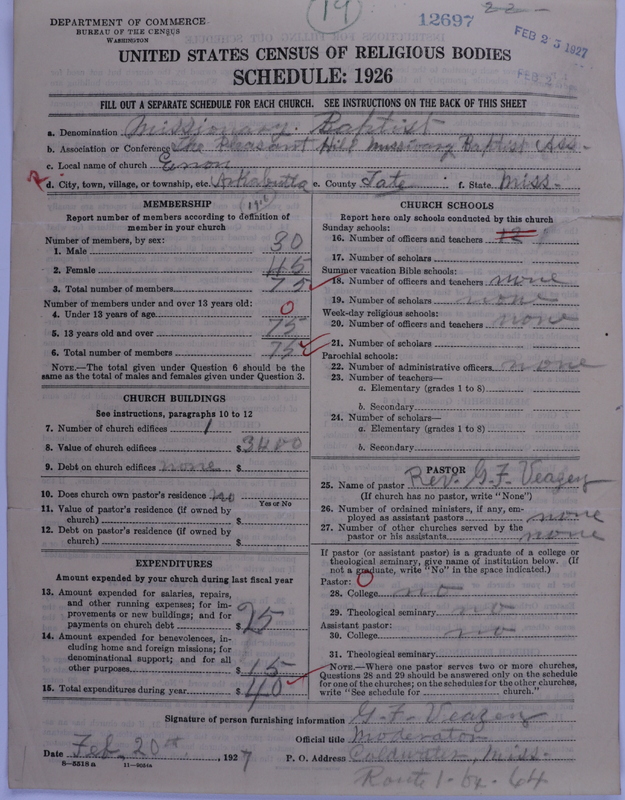 DEPARTMENT OF COMMERCE
BUREAU OF THE CENSUS
WASHINGTON
19
12697
22-
FEB 23 1927
UNITED STATES CENSUS OF RELIGIOUS BODIES
SCHEDULE: 1926
FILL OUT A SEPARATE SCHEDULE FOR EACH CHURCH. SEE INSTRUCTIONS ON THE BACK OF THIS SHEET
a. Denomination Missionary Baptist
b. Association or Conference The Pleasant Hill Missionary Baptist Ass-
c. Local name of church Enon
d. City, town, village, or township, etc. Arkabutla e. County Tate f. State Miss-
MEMBERSHIP
Report number of members according to definition of
member in your church
Number of members, by sex:
1. Male 30
2. Female 45
3. Total number of members 75
Number of members under and over 13 years old:
4. Under 13 years of age 0
5. 13 years old and over 75
6. Total number of members 75
NOTE.—The total given under Question 6 should be
same as the total of males and females given under Question 3.
CHURCH BUILDINGS
See instructions, paragraphs 10 to 12
7. Number of church edifices 1
8. Value of church edifices $3400
9. Debt on church edifices none $
10. Does church own pastor's residence no
Yes or No
11. Value of pastor's residence (if owned by
church) $
12. Debt on pastor's residence (if owned by
church) $
EXPENDITURES
Amount expended by your church during last fiscal year
13. Amount expended for salaries, repairs,
and other running expenses; for im-
provements or new buildings; and for
payments on church debt $25
14. Amount expended for benevolences, in-
cluding home and foreign missions; for
denominational support; and for all
other purposes $15
15. Total expenditures during year $40
CHURCH SCHOOLS
Report here only schools conducted by this church
Sunday schools:
16. Number of officers and teachers
17. Number of scholars
Summer vacation Bible schools:
18. Number of officers and teachers none
19. Number of scholars none
Week-day religious schools:
20. Number of officers and teachers none
21. Number of scholars
Parochial schools:
22. Number of administrative officers none
23. Number of teachers—
a. Elementary (grades 1 to 8)
b. Secondary
24. Number of scholars—
a. Elementary (grades 1 to 8)
b. Secondary
PASTOR
25. Name of pastor Rev. G. F. Veazey
(If church has no pastor, write "None")
26. Number of ordained ministers, if any, em-
ployed as assistant pastors none
27. Number of other churches served by the
pastor or his assistants none
If pastor (or assistant pastor) is a graduate of a college or
theological seminary, give name of institution below. (If
not a graduate, write "No" in the space indicated.)
Pastor: 0
28. College no
29. Theological seminary no
Assistant pastor:
30. College no
31. Theological seminary
NOTE.—Where one pastor serves two or more churches,
Questions 28 and 29 should be answered only on the schedule
for one of the churches; on the schedules for the other churches,
write "See schedule for church."
Signature of person furnishing information G. F. Veazey
Official title Moderator
Date Feb. 20th, 1927 P. O. Address Coldwater, Miss-
Route 1- Bx- 64